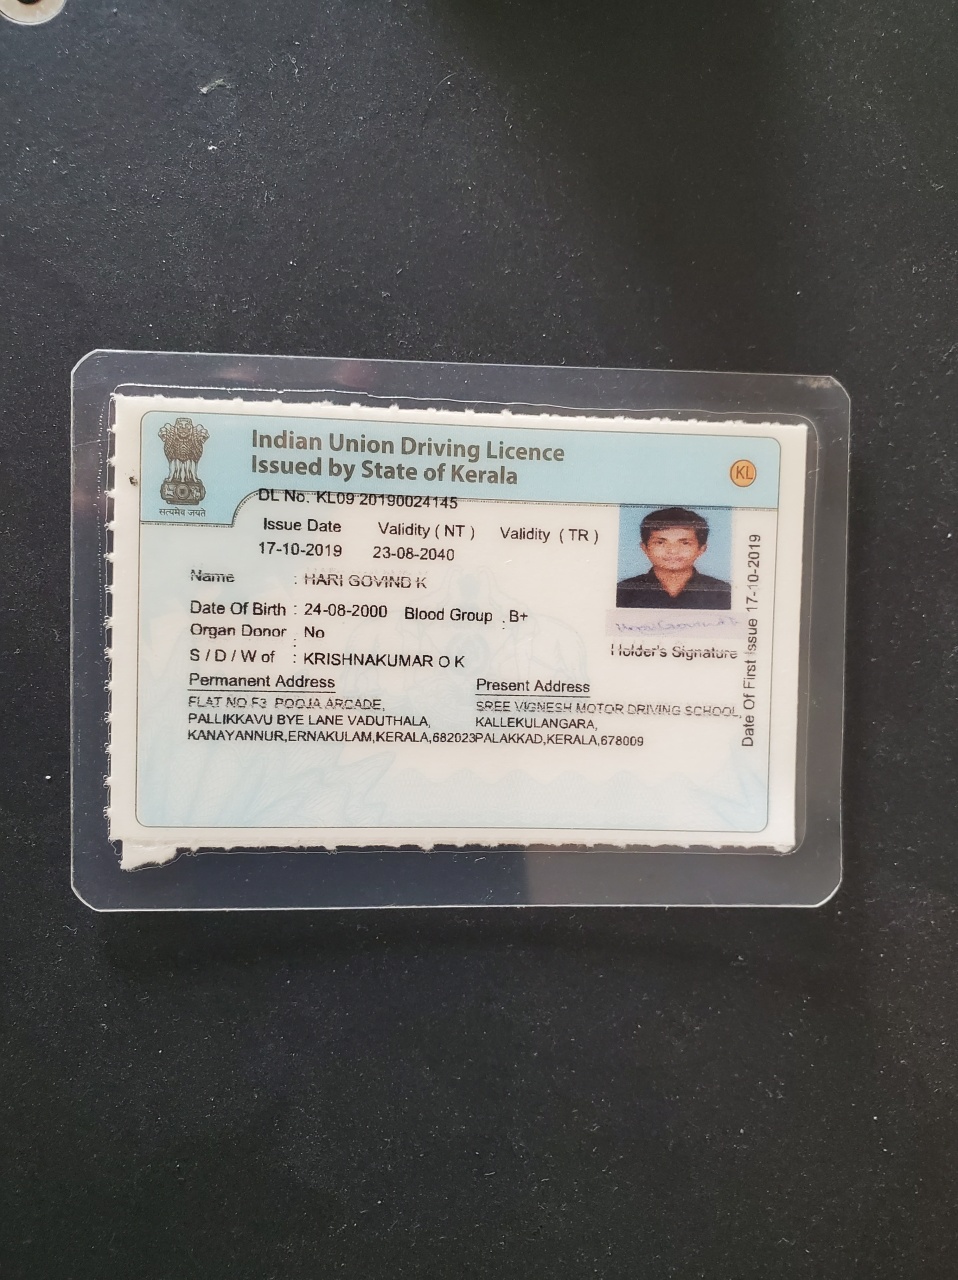 Indian Union Driving Licence
Issued by State of Kerala
KL
सत्यमेव जयते
DL No. KL09 20190024145
Issue Date Validity ( NT ) Validity ( TR )
17-10-2019 23-08-2040
Name : HARI GOVIND K
Date Of Birth : 24-08-2000 Blood Group : B+
Organ Donor : No
S / D / W of : KRISHNAKUMAR O K
Holder's Signature
Date Of First Issue 17-10-2019
Permanent Address
FLAT NO F3 POOJA ARCADE,
PALLIKKAVU BYE LANE VADUTHALA,
KANAYANNUR,ERNAKULAM,KERALA,682023
Present Address
SREE VIGNESH MOTOR DRIVING SCHOOL,
KALLEKULANGARA,
PALAKKAD,KERALA,678009